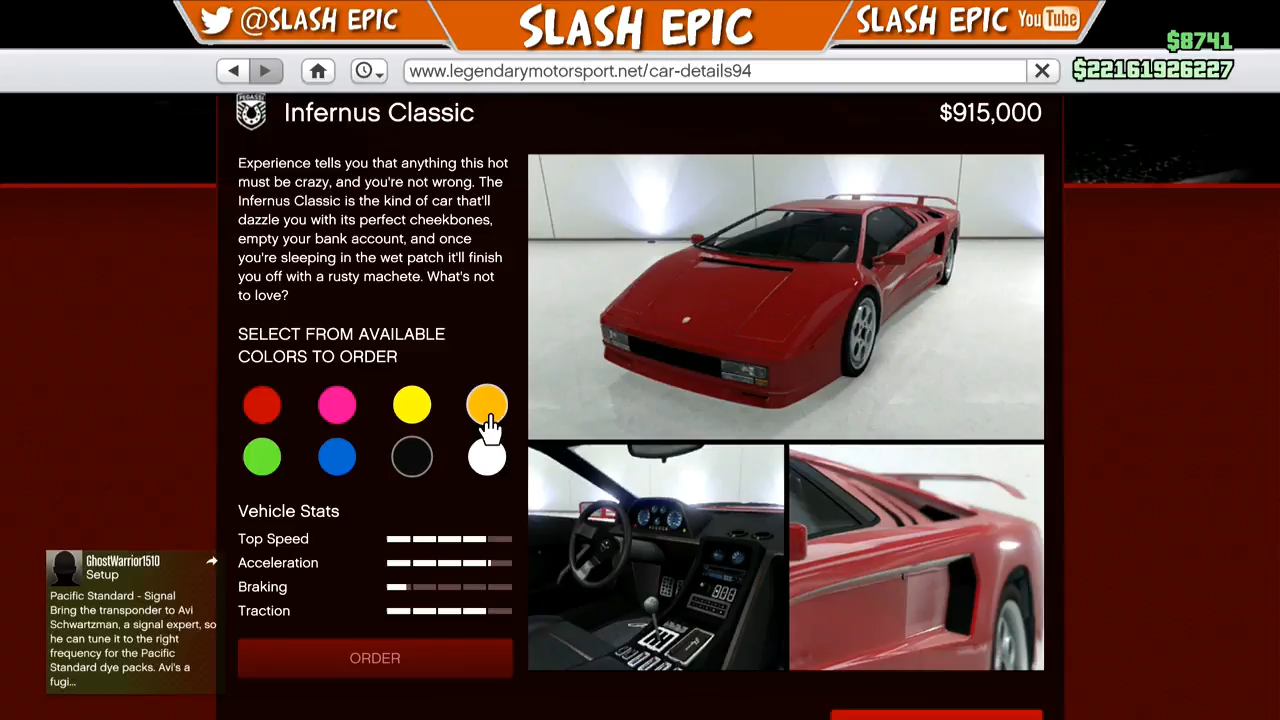 @SLASH EPIC
SLASH EPIC
SLASH EPIC YouTube
$8741
$22161926227
www.legendarymotorsport.net/car-details94
PEGASSI
Infernus Classic
$915,000
Experience tells you that anything this hot
must be crazy, and you're not wrong. The
Infernus Classic is the kind of car that'll
dazzle you with its perfect cheekbones,
empty your bank account, and once
you're sleeping in the wet patch it'll finish
you off with a rusty machete. What's not
to love?
SELECT FROM AVAILABLE
COLORS TO ORDER
Vehicle Stats
Top Speed
Acceleration
Braking
Traction
ORDER
GhostWarrior1510
Setup
Pacific Standard - Signal
Bring the transponder to Avi
Schwartzman, a signal expert, so
he can tune it to the right
frequency for the Pacific
Standard dye packs. Avi's a
fugi...